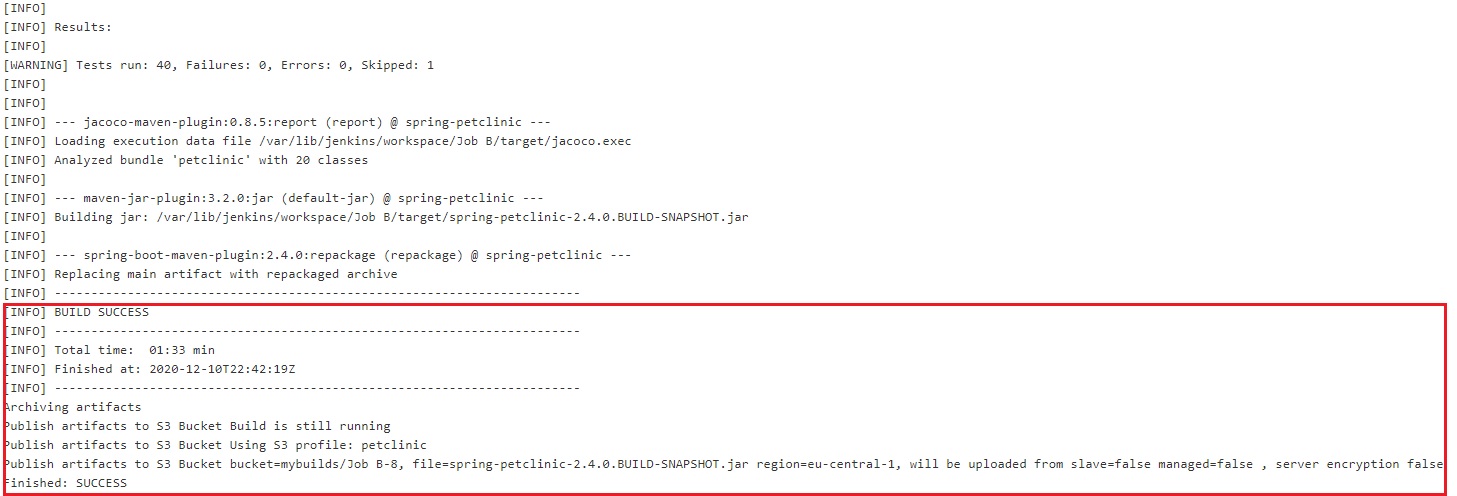 [INFO]
[INFO] Results:
[INFO]
[WARNING] Tests run: 40, Failures: 0, Errors: 0, Skipped: 1
[INFO]
[INFO]
[INFO] --- jacoco-maven-plugin:0.8.5:report (report) @ spring-petclinic ---
[INFO] Loading execution data file /var/lib/jenkins/workspace/Job B/target/jacoco.exec
[INFO] Analyzed bundle 'petclinic' with 20 classes
[INFO]
[INFO] --- maven-jar-plugin:3.2.0:jar (default-jar) @ spring-petclinic ---
[INFO] Building jar: /var/lib/jenkins/workspace/Job B/target/spring-petclinic-2.4.0.BUILD-SNAPSHOT.jar
[INFO]
[INFO] --- spring-boot-maven-plugin:2.4.0:repackage (repackage) @ spring-petclinic ---
[INFO] Replacing main artifact with repackaged archive
[INFO] ------------------------------------------------------------------------
[INFO] BUILD SUCCESS
[INFO] ------------------------------------------------------------------------
[INFO] Total time:  01:33 min
[INFO] Finished at: 2020-12-10T22:42:19Z
[INFO] ------------------------------------------------------------------------
Archiving artifacts
Publish artifacts to S3 Bucket Build is still running
Publish artifacts to S3 Bucket Using S3 profile: petclinic
Publish artifacts to S3 Bucket bucket=mybuilds/Job B-8, file=spring-petclinic-2.4.0.BUILD-SNAPSHOT.jar region=eu-central-1, will be uploaded from slave=false managed=false , server encryption false
Finished: SUCCESS